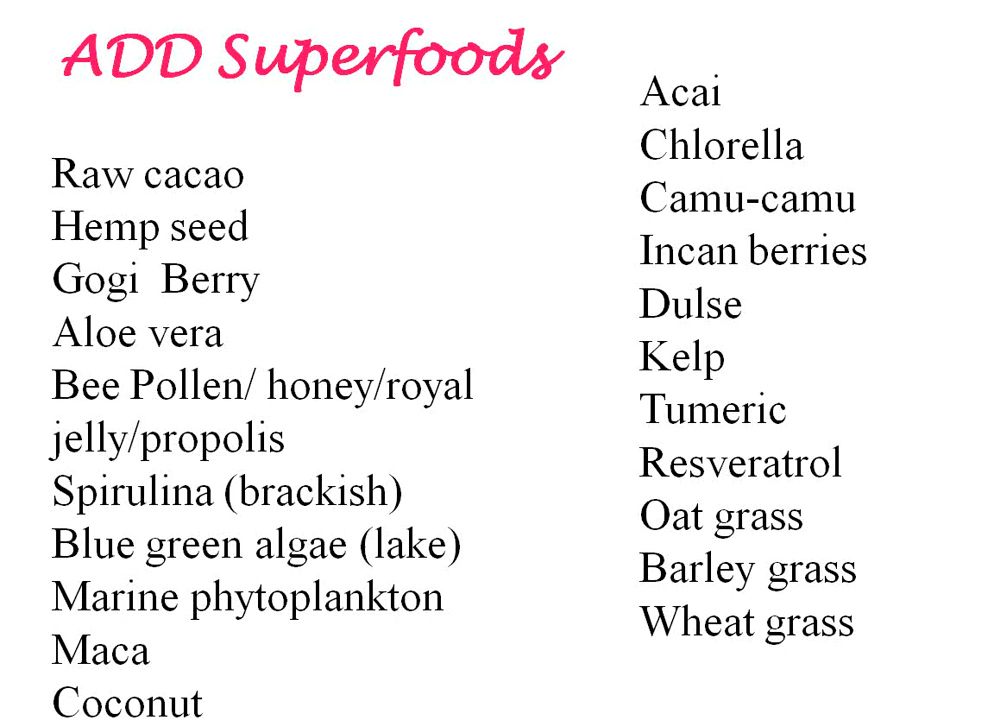 ADD Superfoods
Raw cacao
Hemp seed
Gogi  Berry
Aloe vera
Bee Pollen/ honey/royal
jelly/propolis
Spirulina (brackish)
Blue green algae (lake)
Marine phytoplankton
Maca
Coconut
Acai
Chlorella
Camu-camu
Incan berries
Dulse
Kelp
Tumeric
Resveratrol
Oat grass
Barley grass
Wheat grass